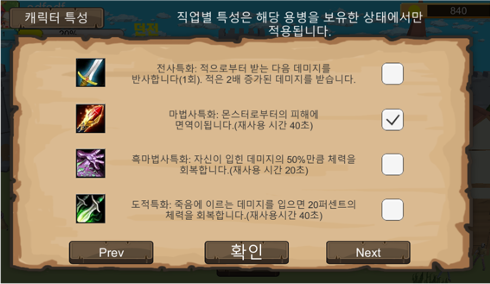 캐릭터 특성
직업별 특성은 해당 용병을 보유한 상태에서만
적용됩니다.
840
전사특화: 적으로부터 받는 다음 데미지를
반사합니다(1회). 적은 2배 증가된 데미지를 받습니다.
마법사특화: 몬스터로부터의 피해에
면역이됩니다.(재사용 시간 40초)
흑마법사특화: 자신이 입힌 데미지의 50%만큼 체력을
회복합니다.(재사용 시간 20초)
도적특화: 죽음에 이르는 데미지를 입으면 20퍼센트의
체력을 회복합니다.(재사용시간 40초)
Prev
확인
Next